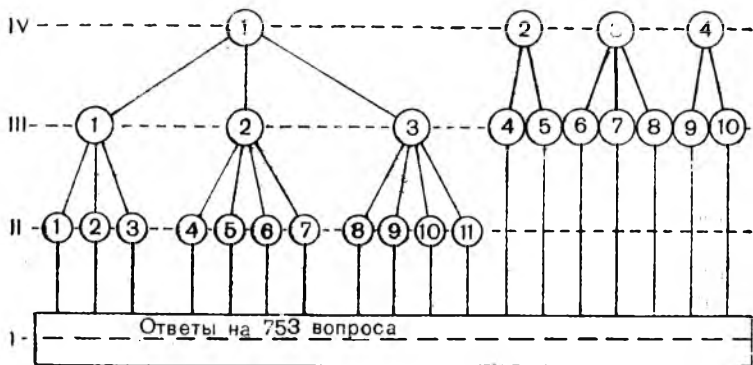 IV 1 2 4
III 1 2 3 4 5 6 7 8 9 10
II 1 2 3 4 5 6 7 8 9 10 11
I Ответы на 753 вопроса